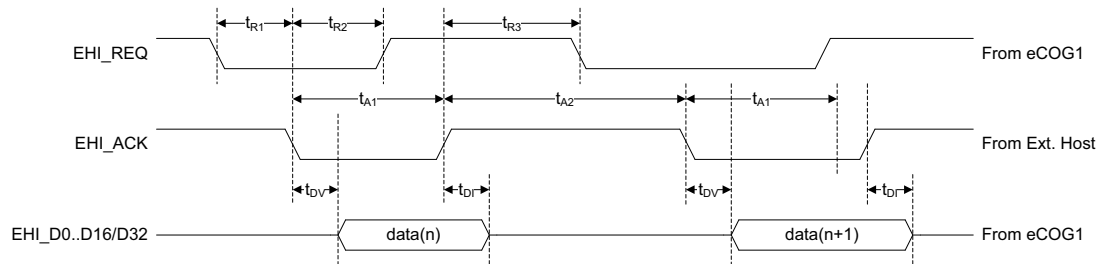 tR1 tR2 tR3
EHI_REQ From eCOG1
tA1 tA2 tA1
EHI_ACK From Ext. Host
tDV tDI tDV tDI
EHI_D0..D16/D32 data(n) data(n+1) From eCOG1